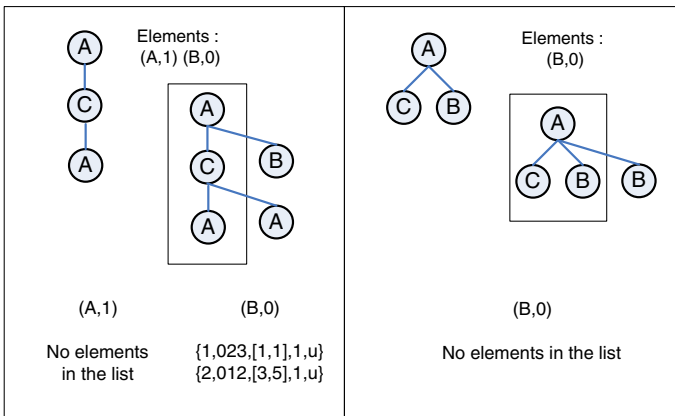 A
C
A
Elements :
(A,1) (B,0)
A
C
B
A
A
(A,1)
(B,0)
No elements
in the list
{1,023,[1,1],1,u}
{2,012,[3,5],1,u}
A
C
B
Elements :
(B,0)
A
C
B
B
(B,0)
No elements in the list